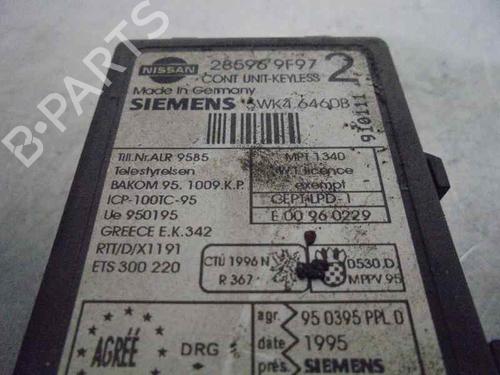 NISSAN 28596 9F97 2
CONT UNIT-KEYLESS
Made In Germany
SIEMENS 5WK4 6460B
910111
Till.Nr.ALR 9585
Telestyrelsen
BAKOM 95. 1009.K.P.
ICP-100TC-95
Ue 950195
GREECE E.K.342
RTT/D/X1191
ETS 300 220
MPT 1340
W.T.licence
exempt
CEPT-LPD-1
E 00 96 0229
CTÚ 1996 N
R 367
0530.D
MPPV 95
AGRÉÉ
DRG
agr. 95 0395 PPL 0
date 1995
prés. SIEMENS
B-Parts